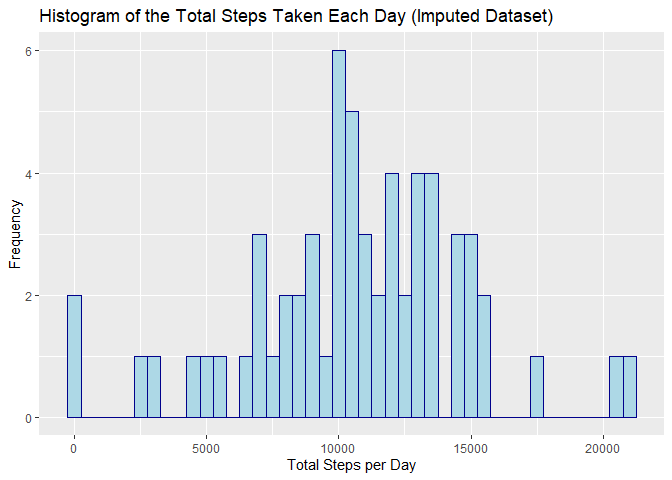 Histogram of the Total Steps Taken Each Day (Imputed Dataset)
6
4
2
0
Frequency
0 5000 10000 15000 20000
Total Steps per Day